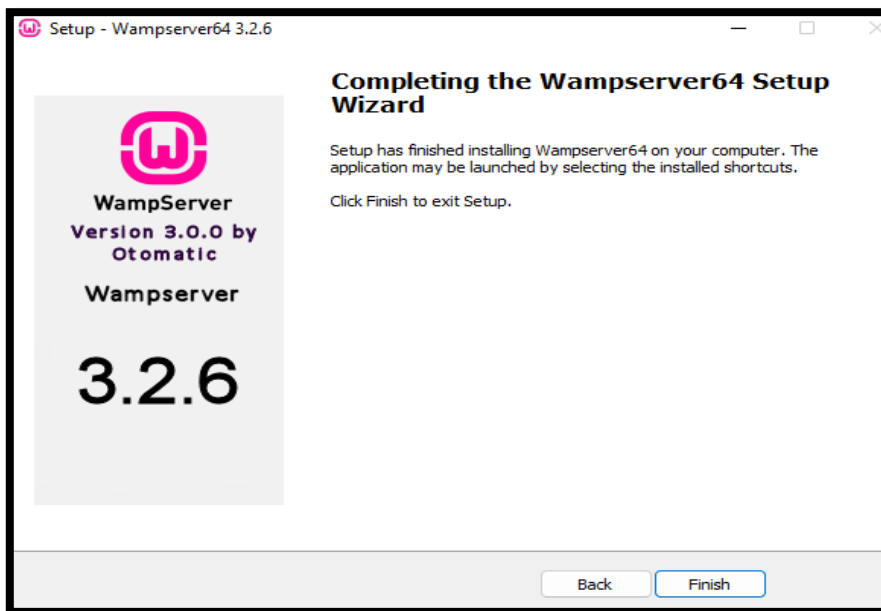 Setup - Wampserver64 3.2.6
Completing the Wampserver64 Setup
Wizard
Setup has finished installing Wampserver64 on your computer. The
application may be launched by selecting the installed shortcuts.
Click Finish to exit Setup.
WampServer
Version 3.0.0 by
Otomatic
Wampserver
3.2.6
Back
Finish